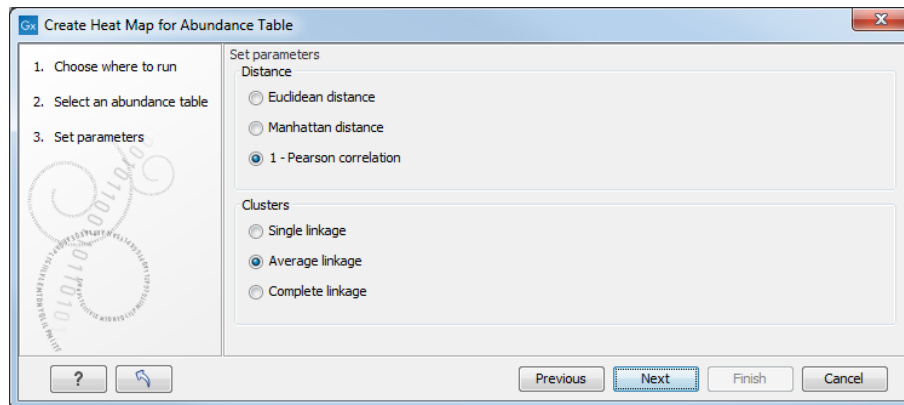 Gx Create Heat Map for Abundance Table
1. Choose where to run
2. Select an abundance table
3. Set parameters
Set parameters
Distance
Euclidean distance
Manhattan distance
1 - Pearson correlation
Clusters
Single linkage
Average linkage
Complete linkage
? Previous Next Finish Cancel